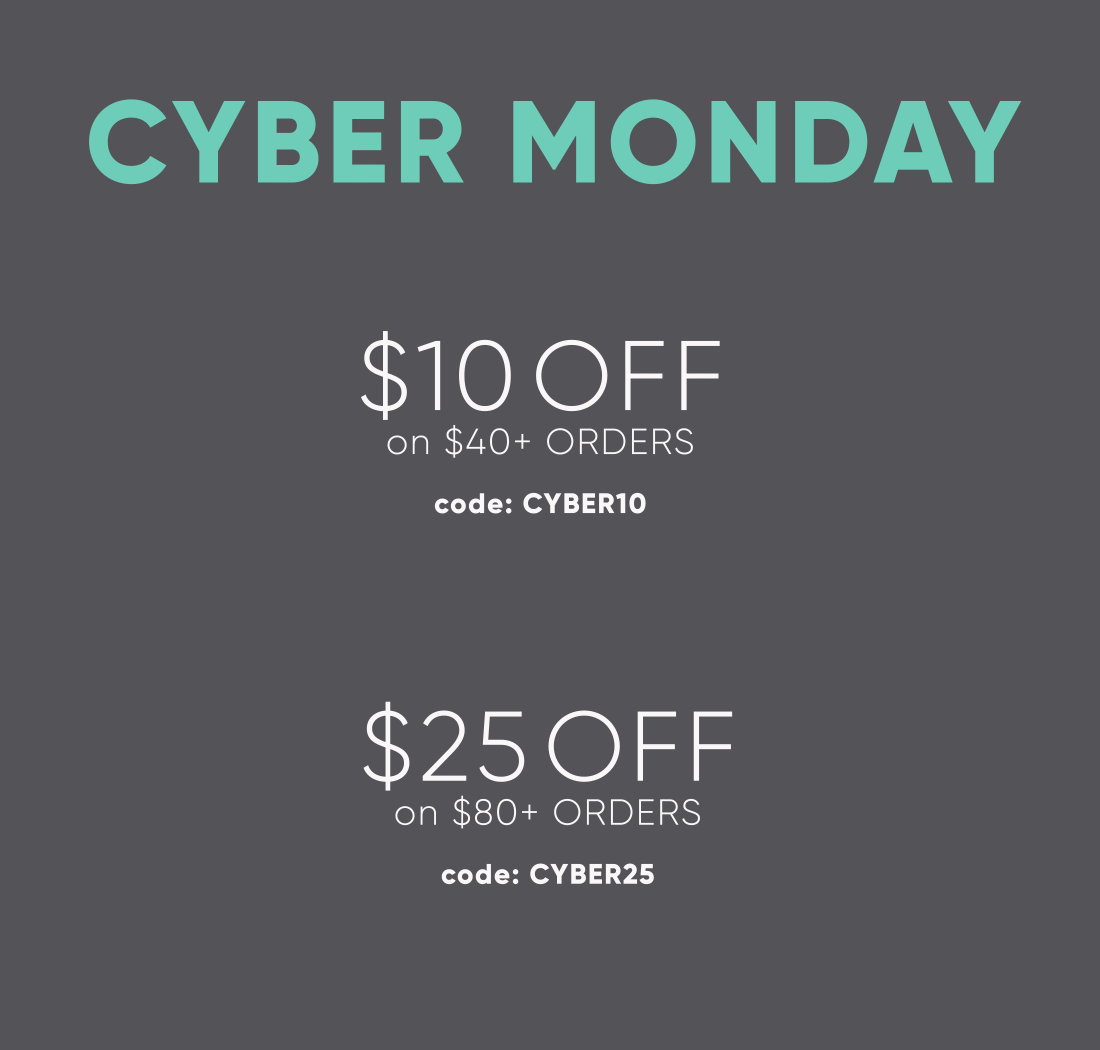 CYBER MONDAY
$10 OFF
on $40+ ORDERS
code: CYBER10
$25 OFF
on $80+ ORDERS
code: CYBER25